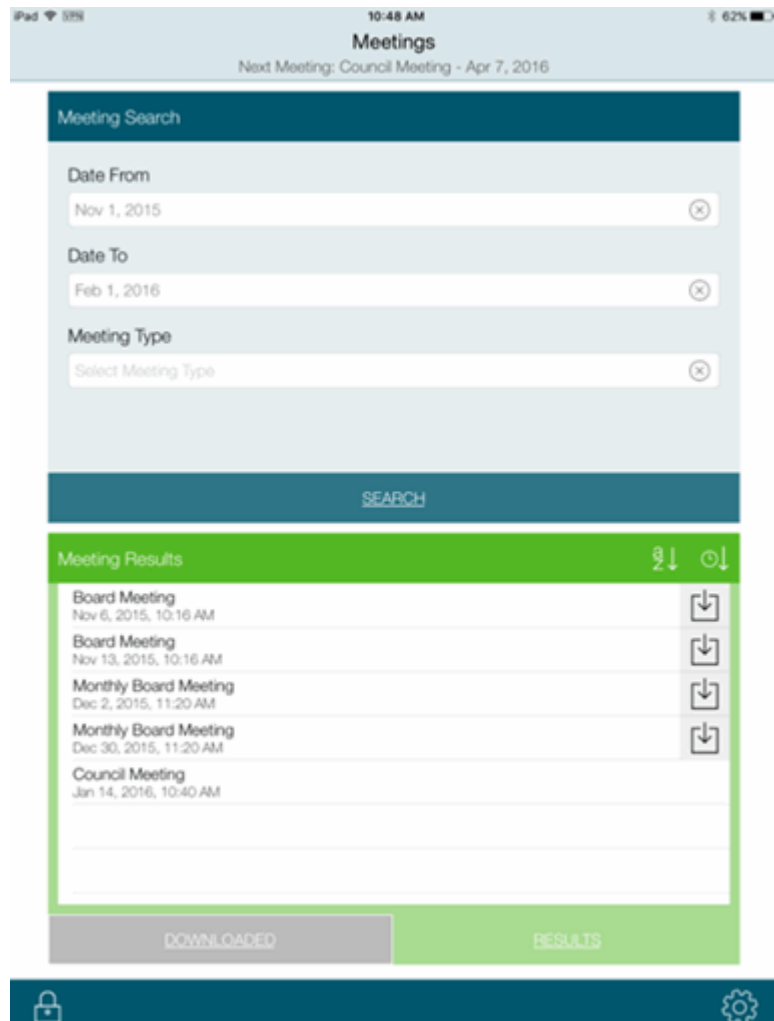 iPad VPN 10:48 AM 62%
Meetings
Next Meeting: Council Meeting - Apr 7, 2016
Meeting Search
Date From
Nov 1, 2015
Date To
Feb 1, 2016
Meeting Type
Select Meeting Type
SEARCH
Meeting Results
Board Meeting
Nov 6, 2015, 10:16 AM
Board Meeting
Nov 13, 2015, 10:16 AM
Monthly Board Meeting
Dec 2, 2015, 11:20 AM
Monthly Board Meeting
Dec 30, 2015, 11:20 AM
Council Meeting
Jan 14, 2016, 10:40 AM
DOWNLOADED RESULTS